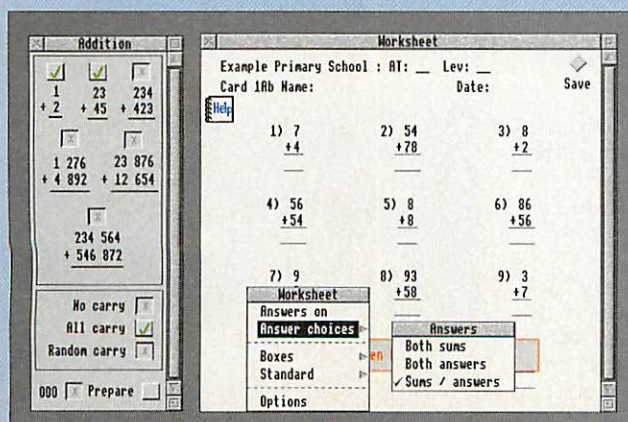 Addition
1 23 234
+ 2 + 45 + 423
1 276 23 876
+ 4 892 + 12 654
234 564
+ 546 872
No carry
All carry
Random carry
000 Prepare
Worksheet
Example Primary School : AT: __ Lev: __
Card 1Ab Name: Date:
Save
Help
1) 7 2) 54 3) 8
+4 +78 +2
4) 56 5) 8 6) 86
+54 +8 +56
7) 9 8) 93 9) 3
+58 +7
Worksheet
Answers on
Answer choices
Boxes
Standard
Options
en
Answers
Both sums
Both answers
✓Sums / answers